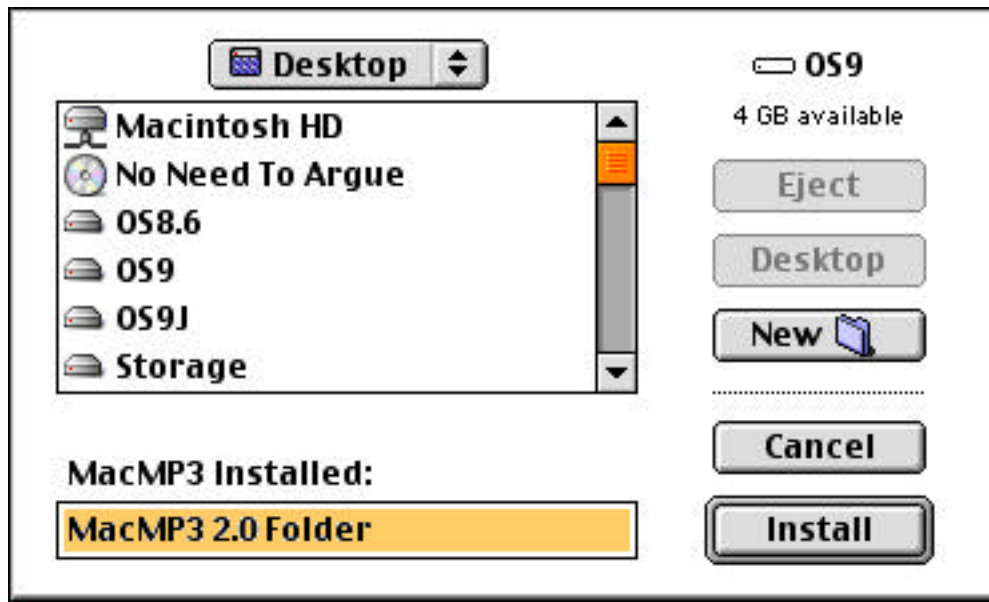 Desktop
Macintosh HD
No Need To Argue
OS8.6
OS9
OS9J
Storage
MacMP3 Installed:
MacMP3 2.0 Folder
OS9
4 GB available
Eject
Desktop
New
Cancel
Install